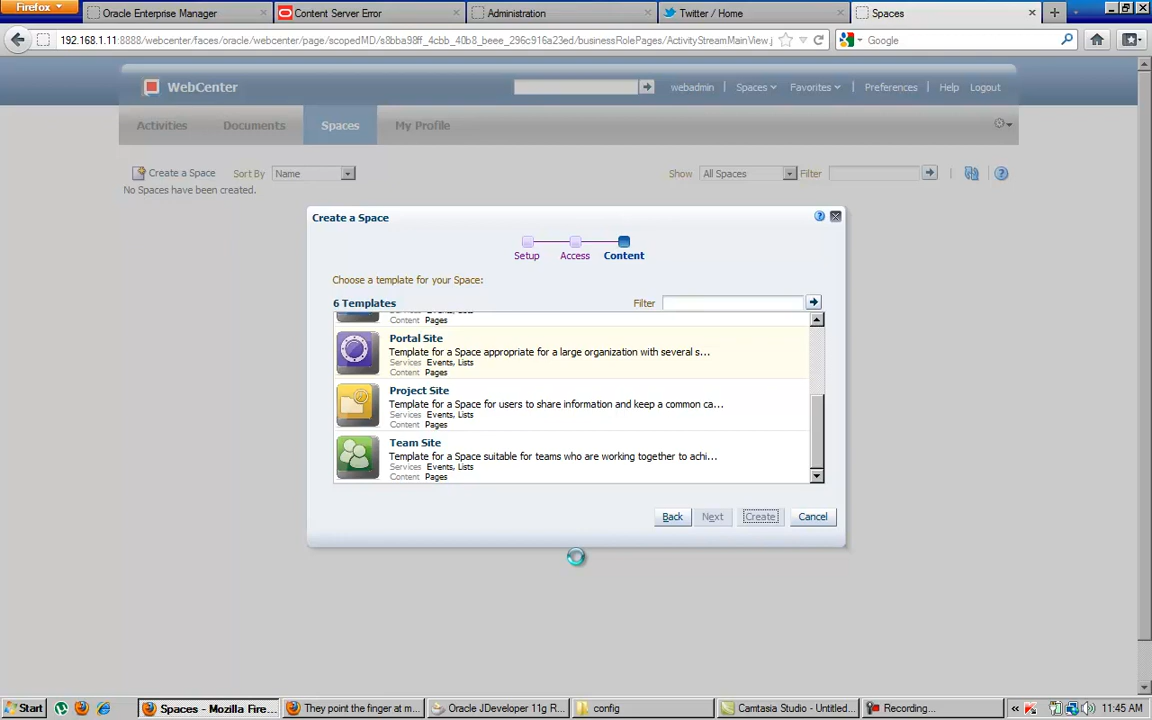 Firefox
Oracle Enterprise Manager
Content Server Error
Administration
Twitter / Home
Spaces
192.168.1.11:8888/webcenter/faces/oracle/webcenter/page/scopedMD/s8bba98ff_4cbb_40b8_beee_296c916a23ed/businessRolePages/ActivityStreamMainView.j
Google
WebCenter
webadmin
Spaces
Favorites
Preferences
Help
Logout
Activities
Documents
Spaces
My Profile
Create a Space
Sort By
Name
Show
All Spaces
Filter
No Spaces have been created.
Create a Space
Setup
Access
Content
Choose a template for your Space:
6 Templates
Filter
Content Pages
Portal Site
Template for a Space appropriate for a large organization with several s...
Services Events, Lists
Content Pages
Project Site
Template for a Space for users to share information and keep a common ca...
Services Events, Lists
Content Pages
Team Site
Template for a Space suitable for teams who are working together to achi...
Services Events, Lists
Content Pages
Back
Next
Create
Cancel
Start
Spaces - Mozilla Fire...
They point the finger at m...
Oracle JDeveloper 11g R...
config
Camtasia Studio - Untitled...
Recording...
11:45 AM